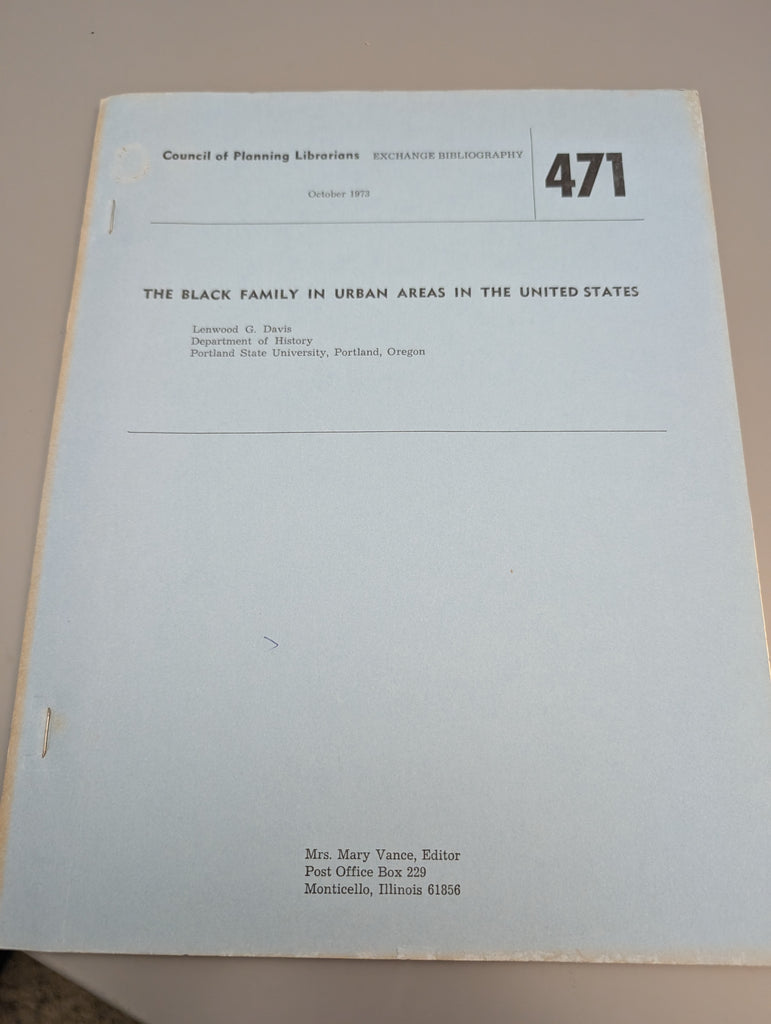 Council of Planning Librarians EXCHANGE BIBLIOGRAPHY 471
October 1973
THE BLACK FAMILY IN URBAN AREAS IN THE UNITED STATES
Lenwood G. Davis
Department of History
Portland State University, Portland, Oregon
Mrs. Mary Vance, Editor
Post Office Box 229
Monticello, Illinois 61856